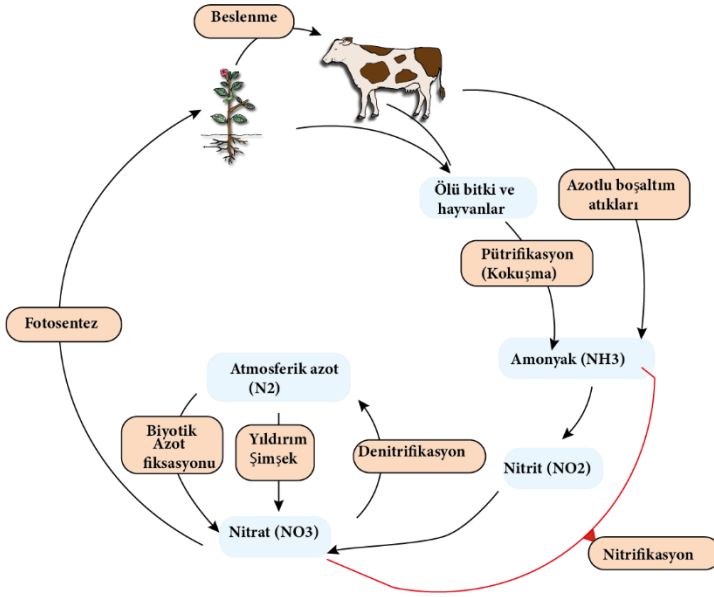 Beslenme
Ölü bitki ve
hayvanlar
Azotlu boşaltım
atıkları
Pütrifikasyon
(Kokuşma)
Fotosentez
Atmosferik azot
(N2)
Amonyak (NH3)
Biyotik
Azot
fiksasyonu
Yıldırım
Şimşek
Denitrifikasyon
Nitrit (NO2)
Nitrat (NO3)
Nitrifikasyon